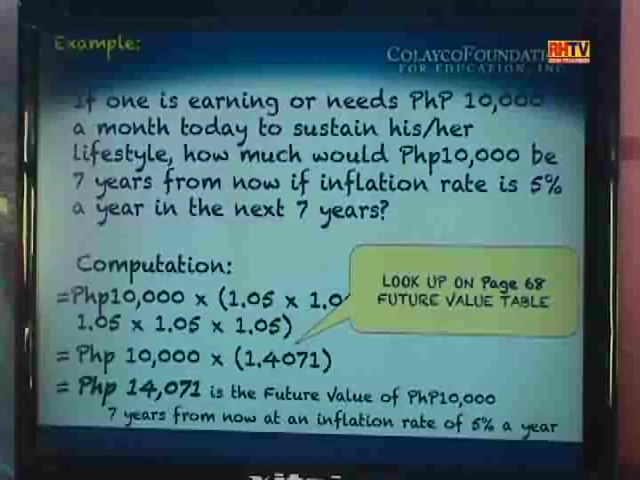 Example:
COLAYCOFOUNDATI
FOR EDUCATION, INC
RHTV
If one is earning or needs PhP 10,000
a month today to sustain his/her
lifestyle, how much would Php10,000 be
7 years from now if inflation rate is 5%
a year in the next 7 years?
Computation:
=Php10,000 x (1.05 x 1.0
1.05 x 1.05 x 1.05)
LOOK UP ON Page 68
FUTURE VALUE TABLE
= Php 10,000 x (1.4071)
= Php 14,071 is the Future Value of PhP10,000
7 years from now at an inflation rate of 5% a year